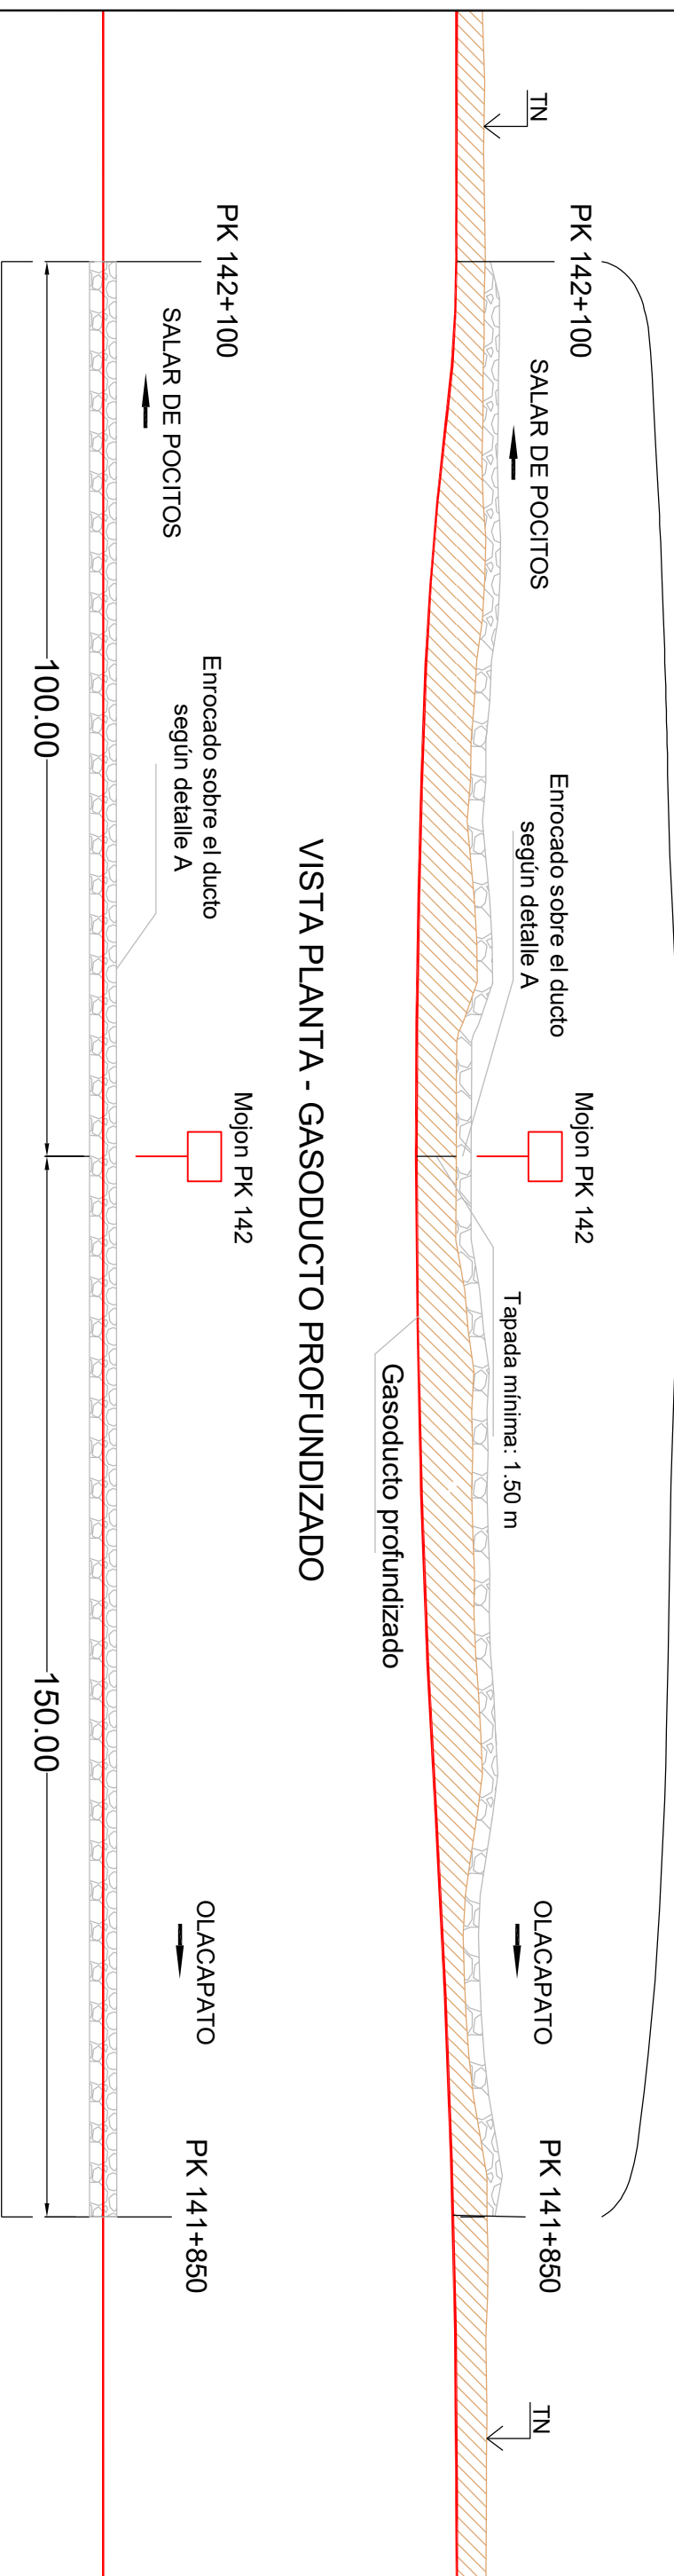 TN
PK 142+100
SALAR DE POCITOS
Enrocado sobre el ducto
según detalle A
Mojon PK 142
Tapada mínima: 1.50 m
Gasoducto profundizado
OLACAPATO
PK 141+850
TN
VISTA PLANTA - GASODUCTO PROFUNDIZADO
PK 142+100
SALAR DE POCITOS
Enrocado sobre el ducto
según detalle A
Mojon PK 142
OLACAPATO
PK 141+850
100.00
150.00